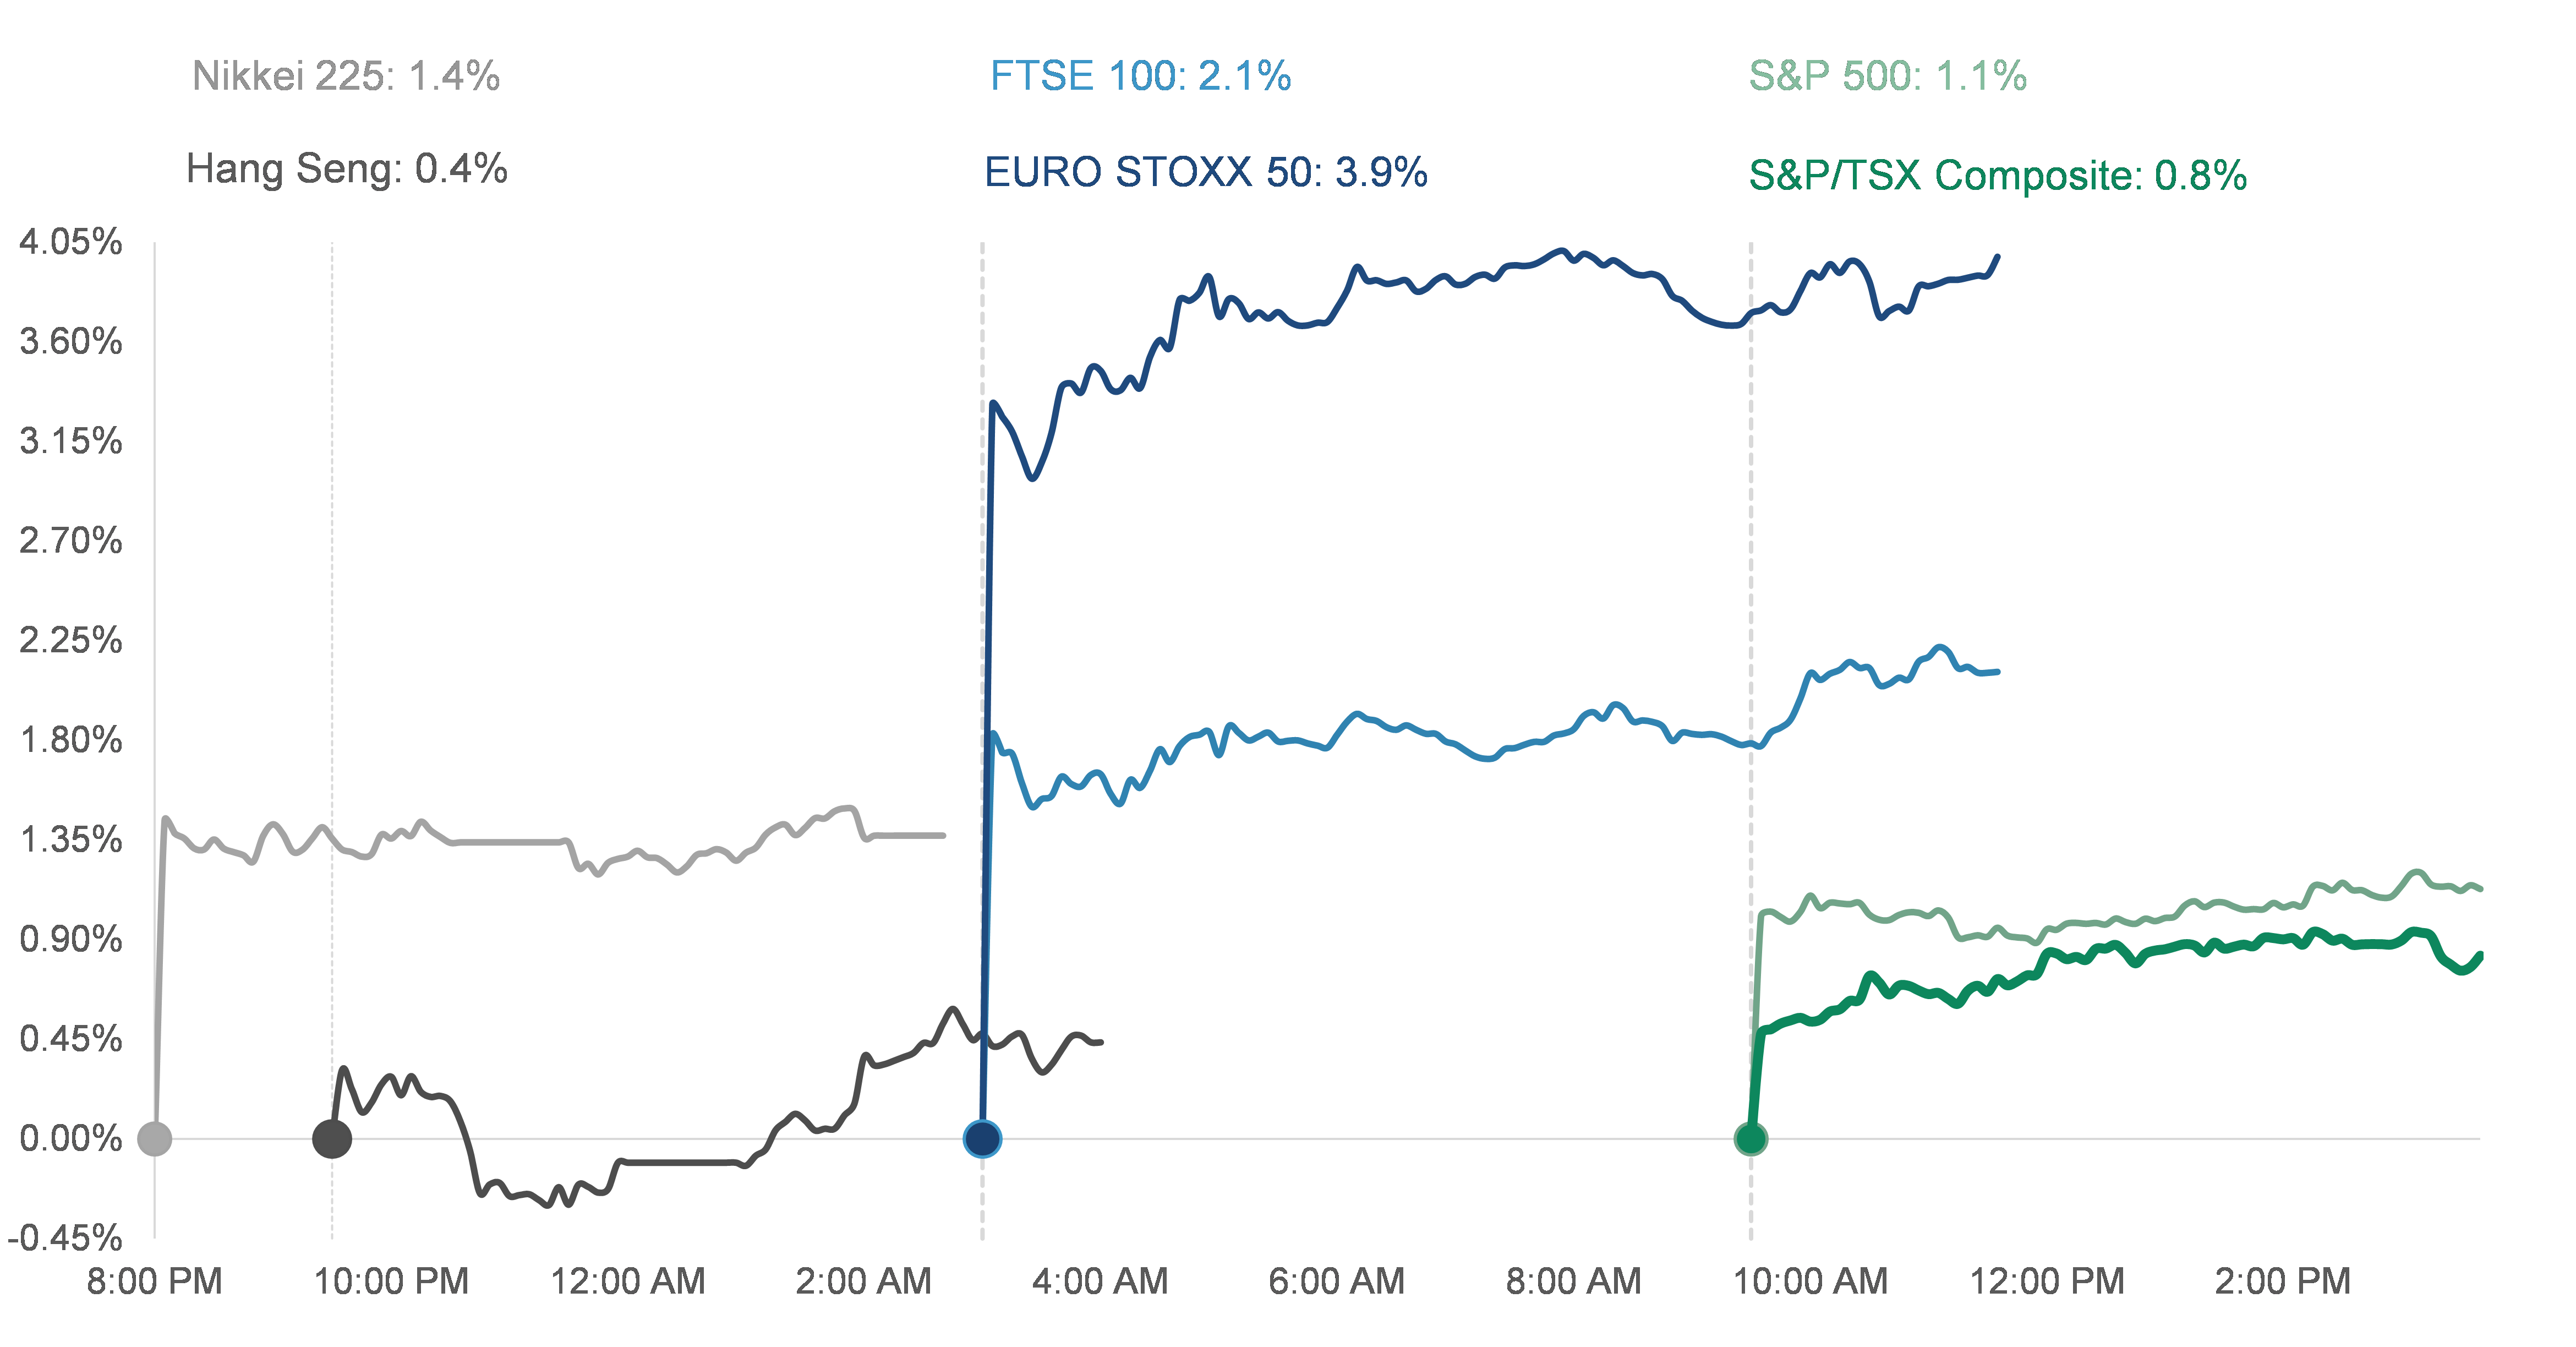 Nikkei 225: 1.4%
FTSE 100: 2.1%
S&P 500: 1.1%
Hang Seng: 0.4%
EURO STOXX 50: 3.9%
S&P/TSX Composite: 0.8%
4.05%
3.60%
3.15%
2.70%
2.25%
1.80%
1.35%
0.90%
0.45%
0.00%
-0.45%
8:00 PM 10:00 PM 12:00 AM 2:00 AM 4:00 AM 6:00 AM 8:00 AM 10:00 AM 12:00 PM 2:00 PM